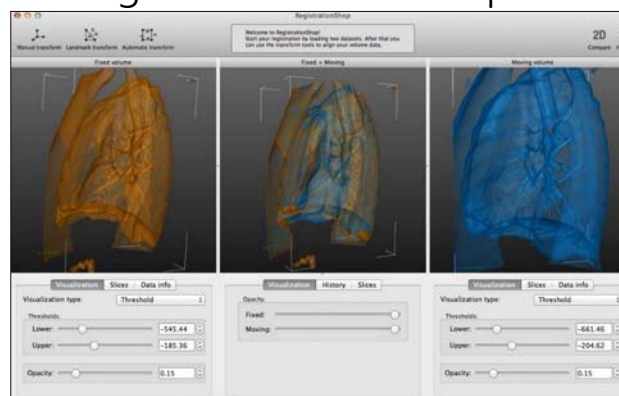 RegistrationShop
Manual transform Landmark transform Automatic transform
Welcome to RegistrationShop!
Start your registration by loading two datasets. After that you
can use the transform tools to align your volume data.
2D
Compare
Fixed volume
Fixed + Moving
Moving volume
Visualization Slices Data info
Visualization type: Threshold
Thresholds:
Lower: -545.44
Upper: -185.36
Opacity: 0.15
Visualization History Slices
Opacity:
Fixed:
Moving:
Visualization Slices Data info
Visualization type: Threshold
Thresholds:
Lower: -661.46
Upper: -204.62
Opacity: 0.15